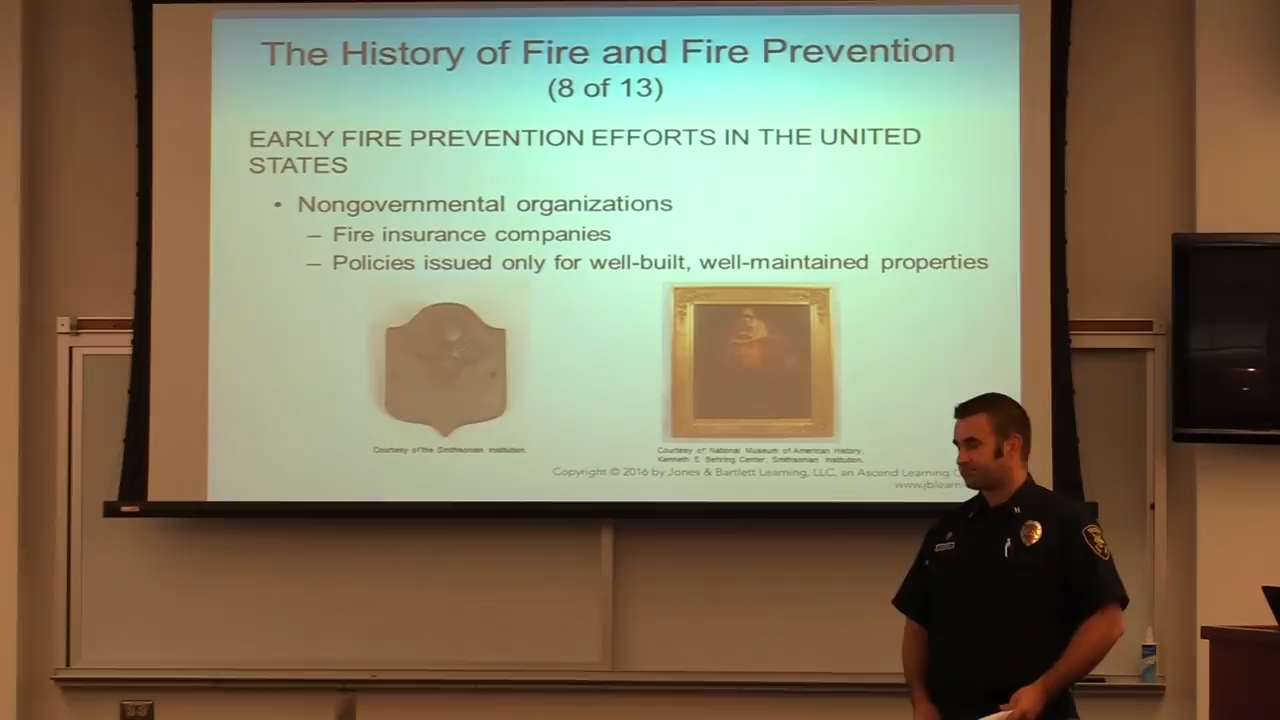 The History of Fire and Fire Prevention
(8 of 13)
EARLY FIRE PREVENTION EFFORTS IN THE UNITED
STATES
• Nongovernmental organizations
– Fire insurance companies
– Policies issued only for well-built, well-maintained properties
Courtesy of the Smithsonian Institution.
Courtesy of National Museum of American History,
Kenneth E. Behring Center, Smithsonian Institution.
Copyright © 2016 by Jones & Bartlett Learning, LLC, an Ascend Learning
www.jblearn